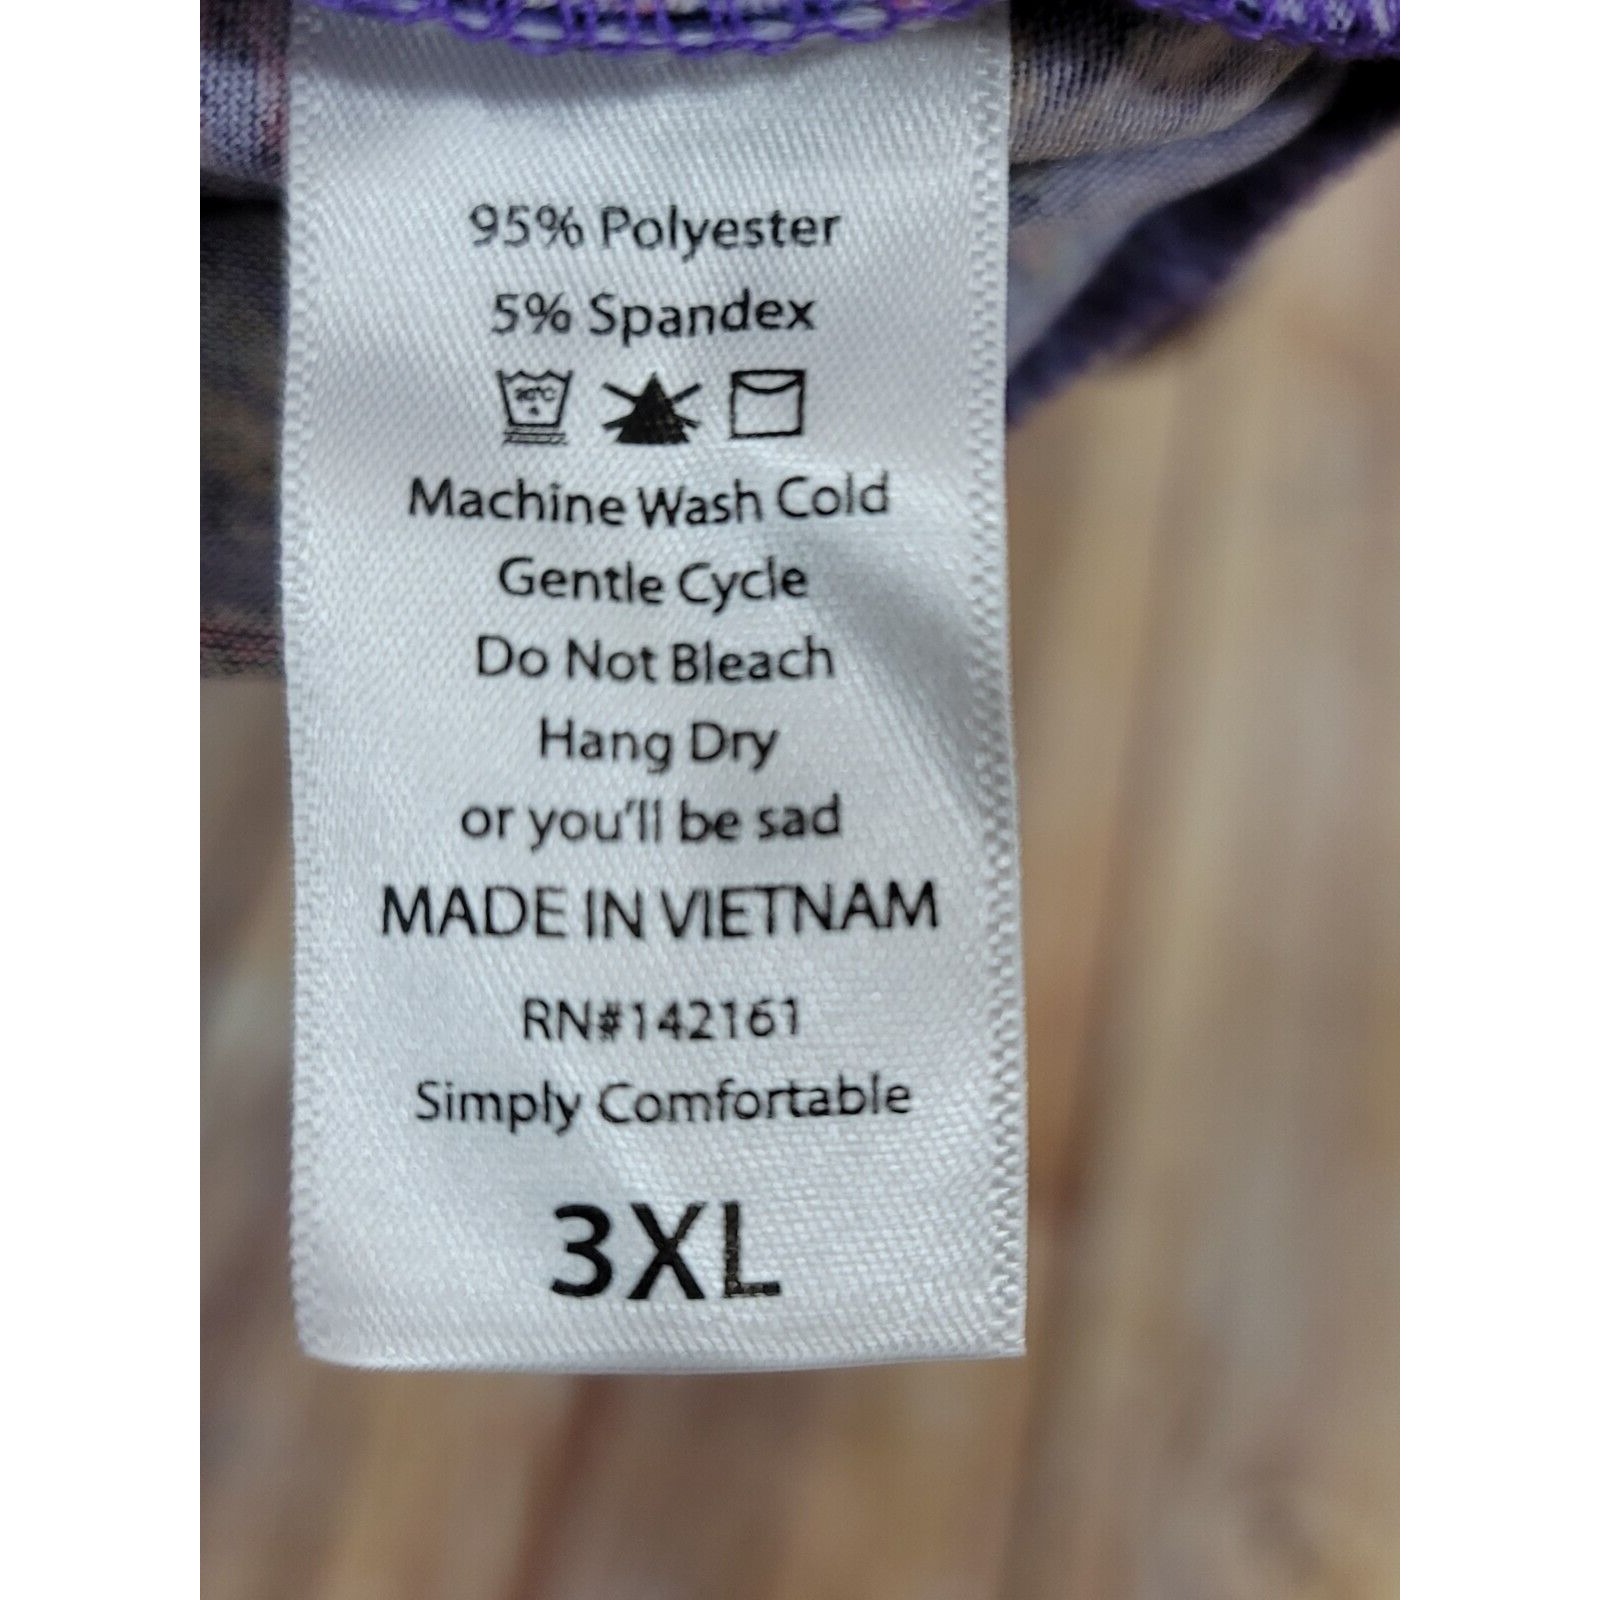 95% Polyester
5% Spandex
Machine Wash Cold
Gentle Cycle
Do Not Bleach
Hang Dry
or you'll be sad
MADE IN VIETNAM
RN#142161
Simply Comfortable
3XL